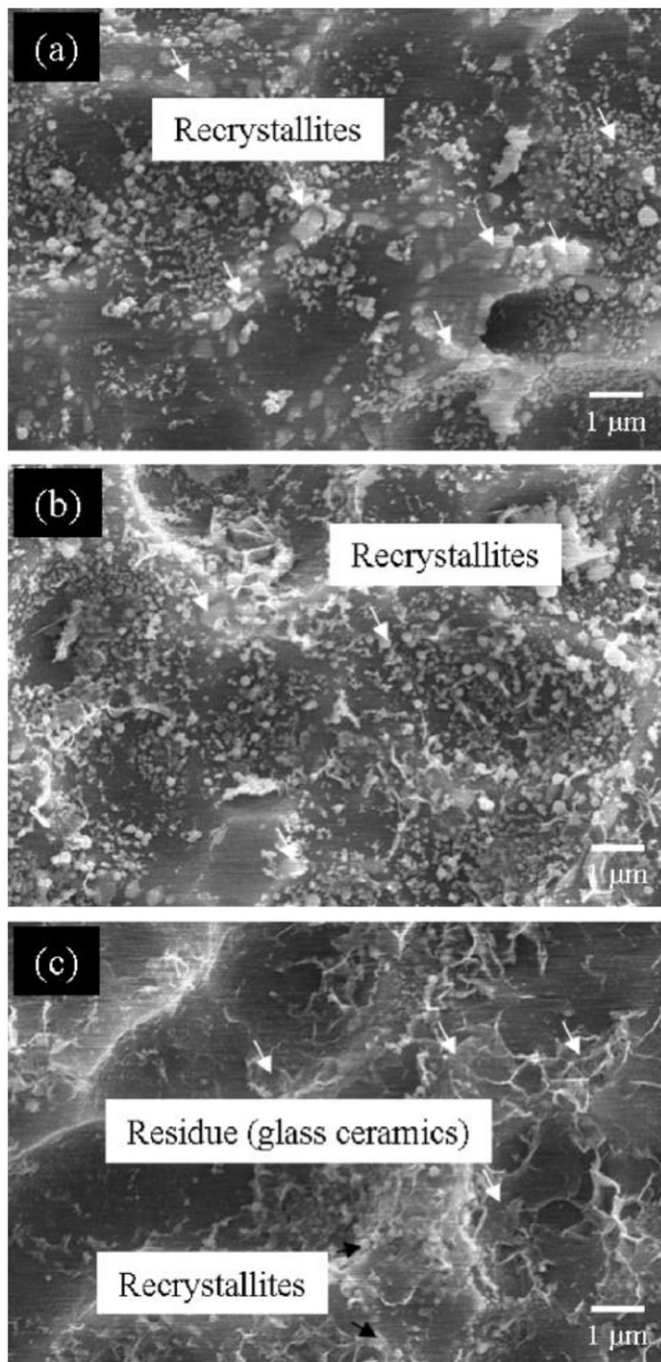 (a)
Recrystallites
1 μm
(b)
Recrystallites
1 μm
(c)
Residue (glass ceramics)
Recrystallites
1 μm